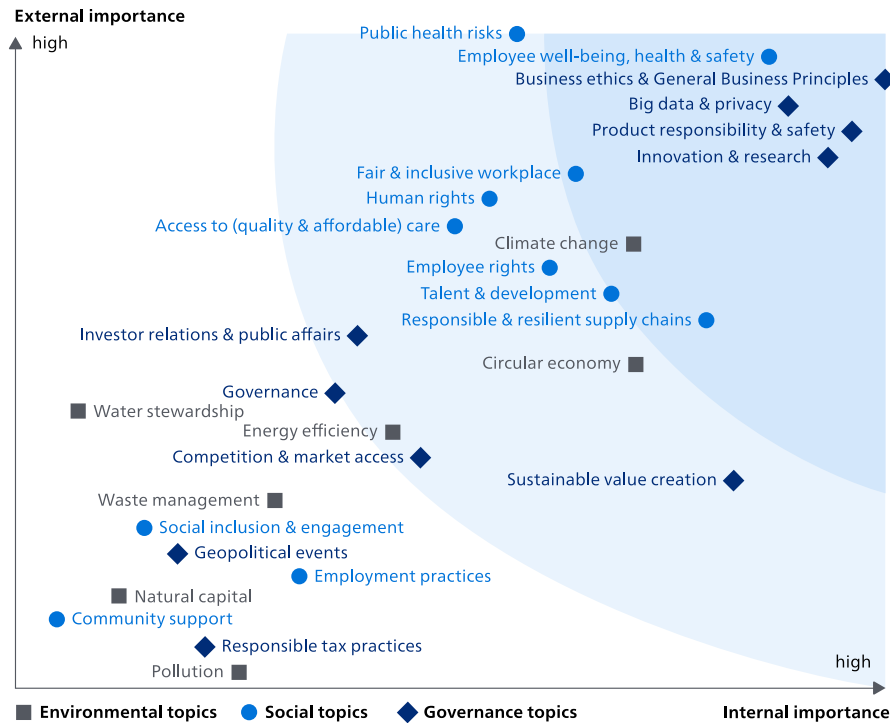 External importance
high
Public health risks
Employee well-being, health & safety
Business ethics & General Business Principles
Big data & privacy
Product responsibility & safety
Innovation & research
Fair & inclusive workplace
Human rights
Access to (quality & affordable) care
Climate change
Employee rights
Talent & development
Responsible & resilient supply chains
Investor relations & public affairs
Circular economy
Governance
Water stewardship
Energy efficiency
Competition & market access
Sustainable value creation
Waste management
Social inclusion & engagement
Geopolitical events
Employment practices
Natural capital
Community support
Responsible tax practices
high
Pollution
Environmental topics
Social topics
Governance topics
Internal importance